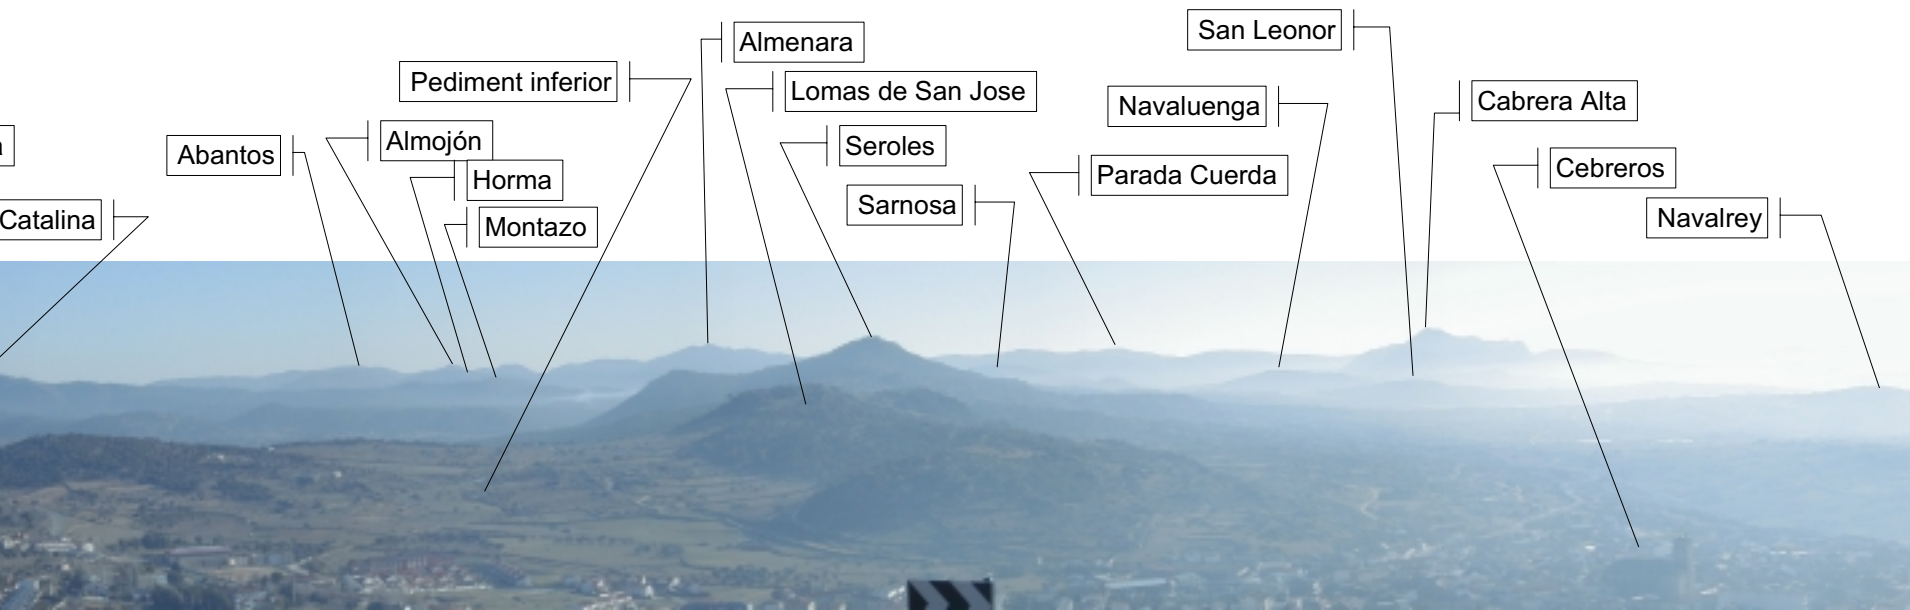 San Leonor
Almenara
Pediment inferior
Lomas de San Jose
Cabrera Alta
Navaluenga
Almojón
Seroles
Abantos
Cebreros
Parada Cuerda
Horma
Sarnosa
Catalina
Navalrey
Montazo